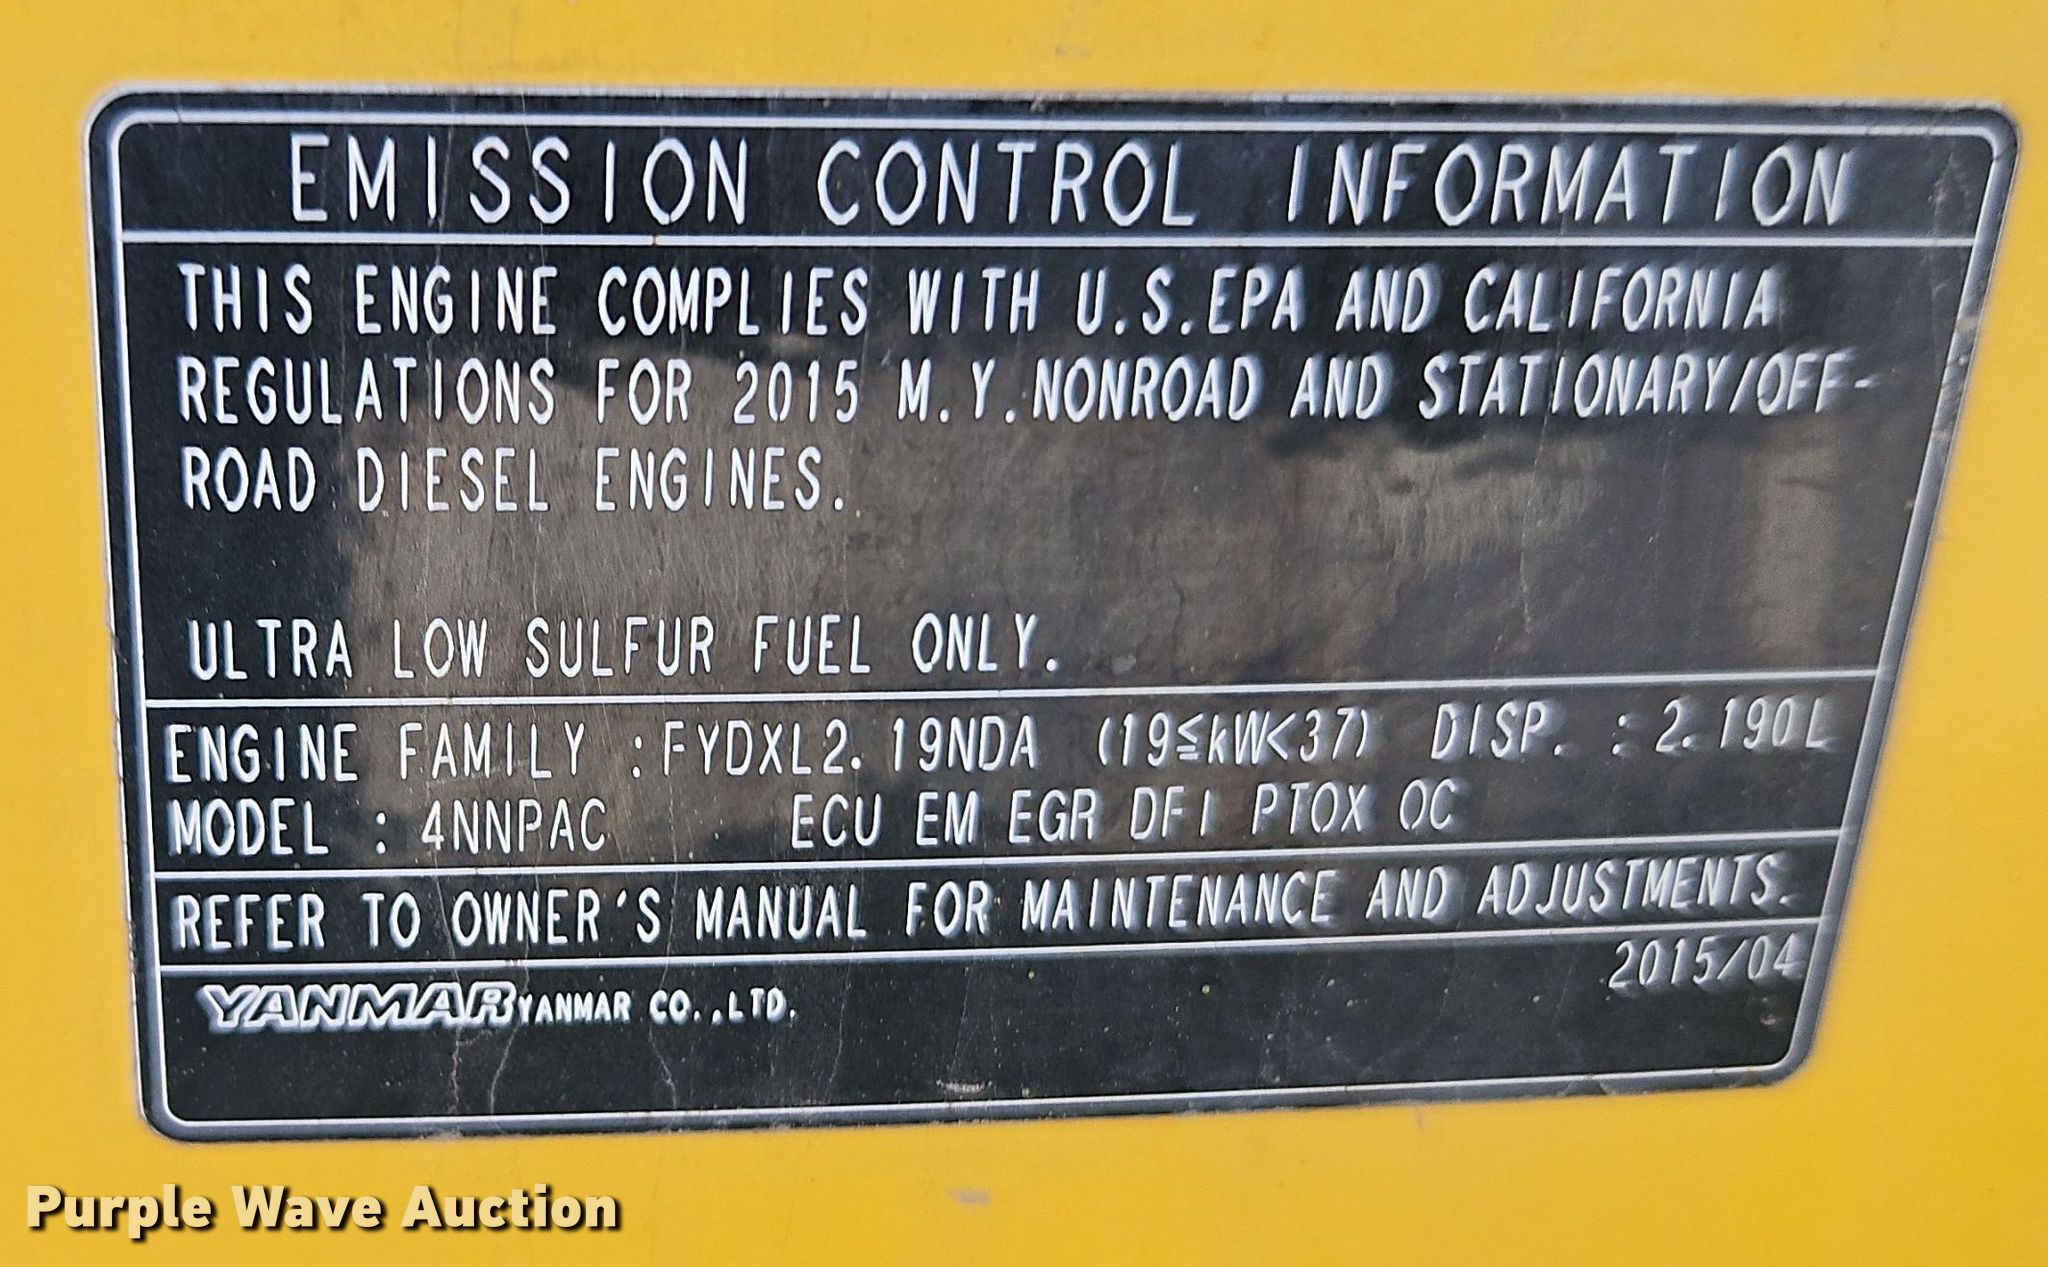 EMISSION CONTROL INFORMATION
THIS ENGINE COMPLIES WITH U.S.EPA AND CALIFORNIA
REGULATIONS FOR 2015 M.Y.NONROAD AND STATIONARY/OFF-
ROAD DIESEL ENGINES.
ULTRA LOW SULFUR FUEL ONLY.
ENGINE FAMILY :FYDXL2.19NDA (19≤kW<37) DISP. :2.190L
MODEL : 4NNPAC ECU EM EGR DFI PTOX OC
REFER TO OWNER'S MANUAL FOR MAINTENANCE AND ADJUSTMENTS.
2015/04
YANMAR YANMAR CO.,LTD.
Purple Wave Auction